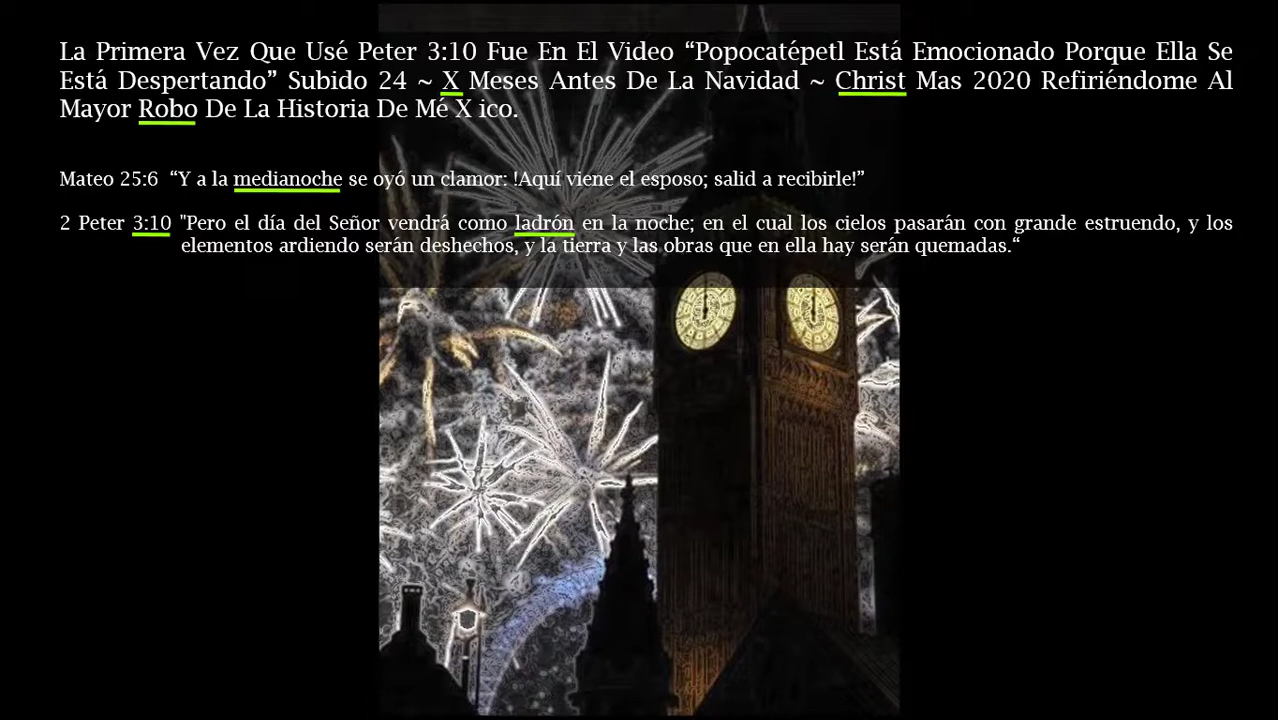 La Primera Vez Que Usé Peter 3:10 Fue En El Video “Popocatépetl Está Emocionado Porque Ella Se
Está Despertando” Subido 24 ~ X Meses Antes De La Navidad ~ Christ Mas 2020 Refiriéndome Al
Mayor Robo De La Historia De Mé X ico.
Mateo 25:6 “Y a la medianoche se oyó un clamor: !Aquí viene el esposo; salid a recibirle!”
2 Peter 3:10 "Pero el día del Señor vendrá como ladrón en la noche; en el cual los cielos pasarán con grande estruendo, y los
elementos ardiendo serán deshechos, y la tierra y las obras que en ella hay serán quemadas.“